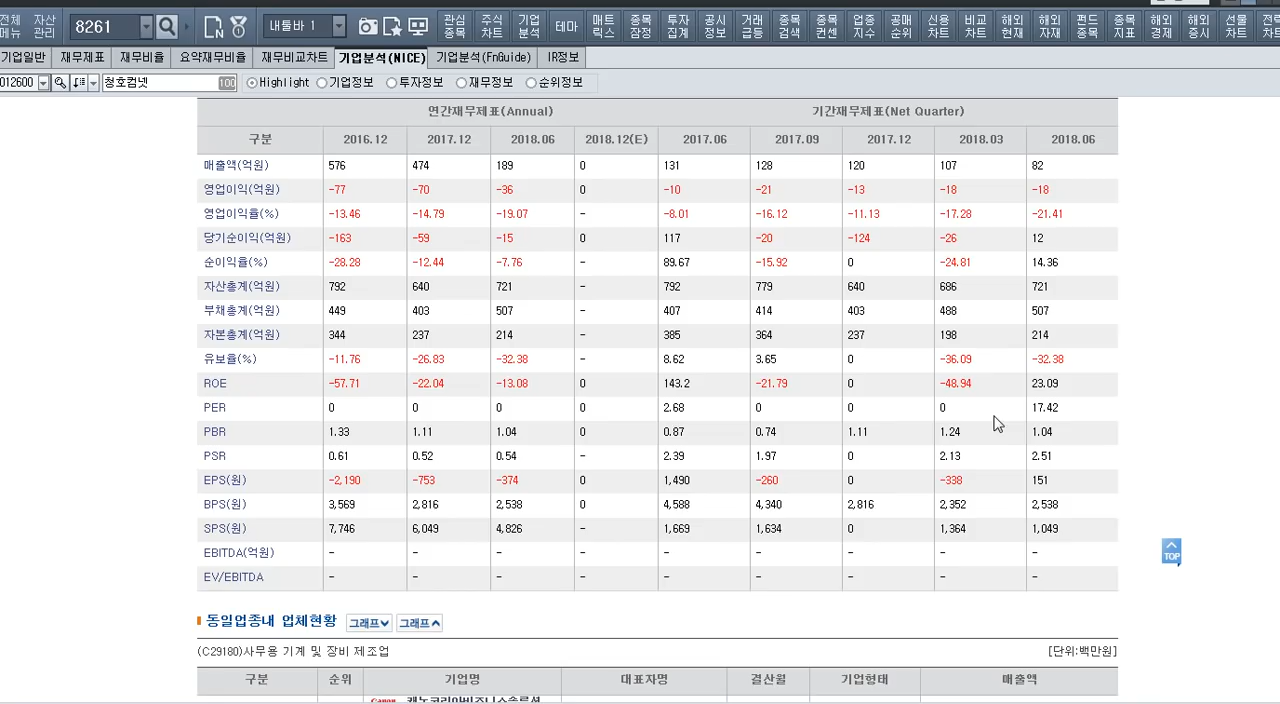 전체 메뉴 자산 관리 8261 내툴바 1 관심 종목 주식 차트 기업 분석 테마 매트 릭스 종목 잠정 투자 집계 공시 정보 거래 급등 종목 검색 종목 컨센 업종 지수 공매 순위 신용 차트 비교 차트 해외 현재 해외 자재 펀드 종목 종목 지표 해외 경제 해외 증시 선물 차트
기업일반 재무제표 재무비율 요약재무비율 재무비교차트 기업분석(NICE) 기업분석(FnGuide) IR정보
012600 청호컴넷 100 Highlight 기업정보 투자정보 재무정보 순위정보
연간재무제표(Annual) 기간재무제표(Net Quarter)
구분 2016.12 2017.12 2018.06 2018.12(E) 2017.06 2017.09 2017.12 2018.03 2018.06
매출액(억원) 576 474 189 0 131 128 120 107 82
영업이익(억원) -77 -70 -36 0 -10 -21 -13 -18 -18
영업이익율(%) -13.46 -14.79 -19.07 - -8.01 -16.12 -11.13 -17.28 -21.41
당기순이익(억원) -163 -59 -15 0 117 -20 -124 -26 12
순이익율(%) -28.28 -12.44 -7.76 - 89.67 -15.92 0 -24.81 14.36
자산총계(억원) 792 640 721 - 792 779 640 686 721
부채총계(억원) 449 403 507 - 407 414 403 488 507
자본총계(억원) 344 237 214 - 385 364 237 198 214
유보율(%) -11.76 -26.83 -32.38 - 8.62 3.65 0 -36.09 -32.38
ROE -57.71 -22.04 -13.08 0 143.2 -21.79 0 -48.94 23.09
PER 0 0 0 0 2.68 0 0 0 17.42
PBR 1.33 1.11 1.04 0 0.87 0.74 1.11 1.24 1.04
PSR 0.61 0.52 0.54 - 2.39 1.97 0 2.13 2.51
EPS(원) -2,190 -753 -374 0 1,490 -260 0 -338 151
BPS(원) 3,569 2,816 2,538 0 4,588 4,340 2,816 2,352 2,538
SPS(원) 7,746 6,049 4,826 - 1,669 1,634 0 1,364 1,049
EBITDA(억원) - - - - - - - - -
EV/EBITDA - - - - - - - - -
TOP
동일업종내 업체현황 그래프 그래프
(C29180)사무용 기계 및 장비 제조업 [단위:백만원]
구분 순위 기업명 대표자명 결산월 기업형태 매출액